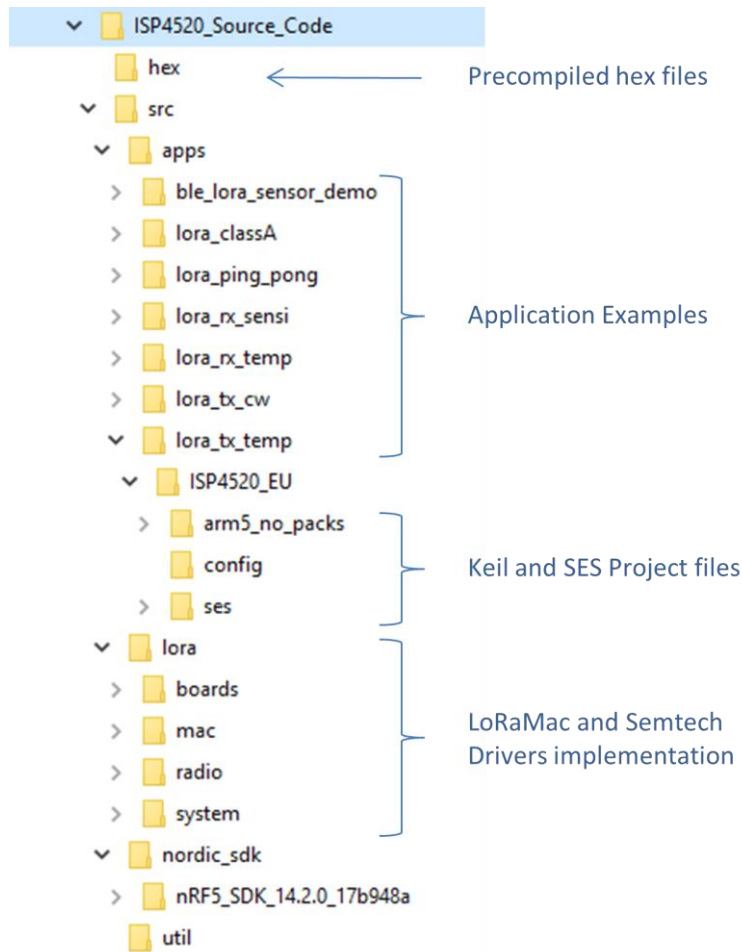 ISP4520_Source_Code
hex
Precompiled hex files
src
apps
ble_lora_sensor_demo
lora_classA
lora_ping_pong
lora_rx_sensi
Application Examples
lora_rx_temp
lora_tx_cw
lora_tx_temp
ISP4520_EU
arm5_no_packs
config
Keil and SES Project files
ses
lora
boards
mac
LoRaMac and Semtech
Drivers implementation
radio
system
nordic_sdk
nRF5_SDK_14.2.0_17b948a
util